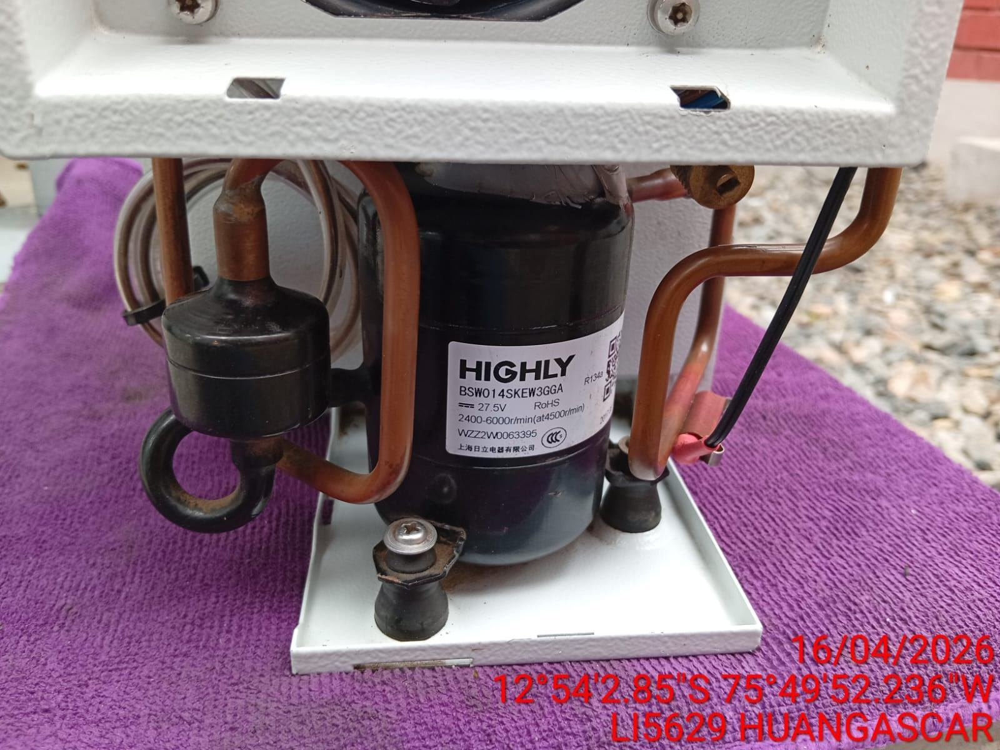 HIGHLY
BSW014SKEW3GGA
R134a
27.5V RoHS
2400-6000r/min(at4500r/min)
WZZ2W0063395
CCC S
上海日立电器有限公司
16/04/2026
12°54'2.85"S 75°49'52.236"W
LI5629 HUANGASCAR